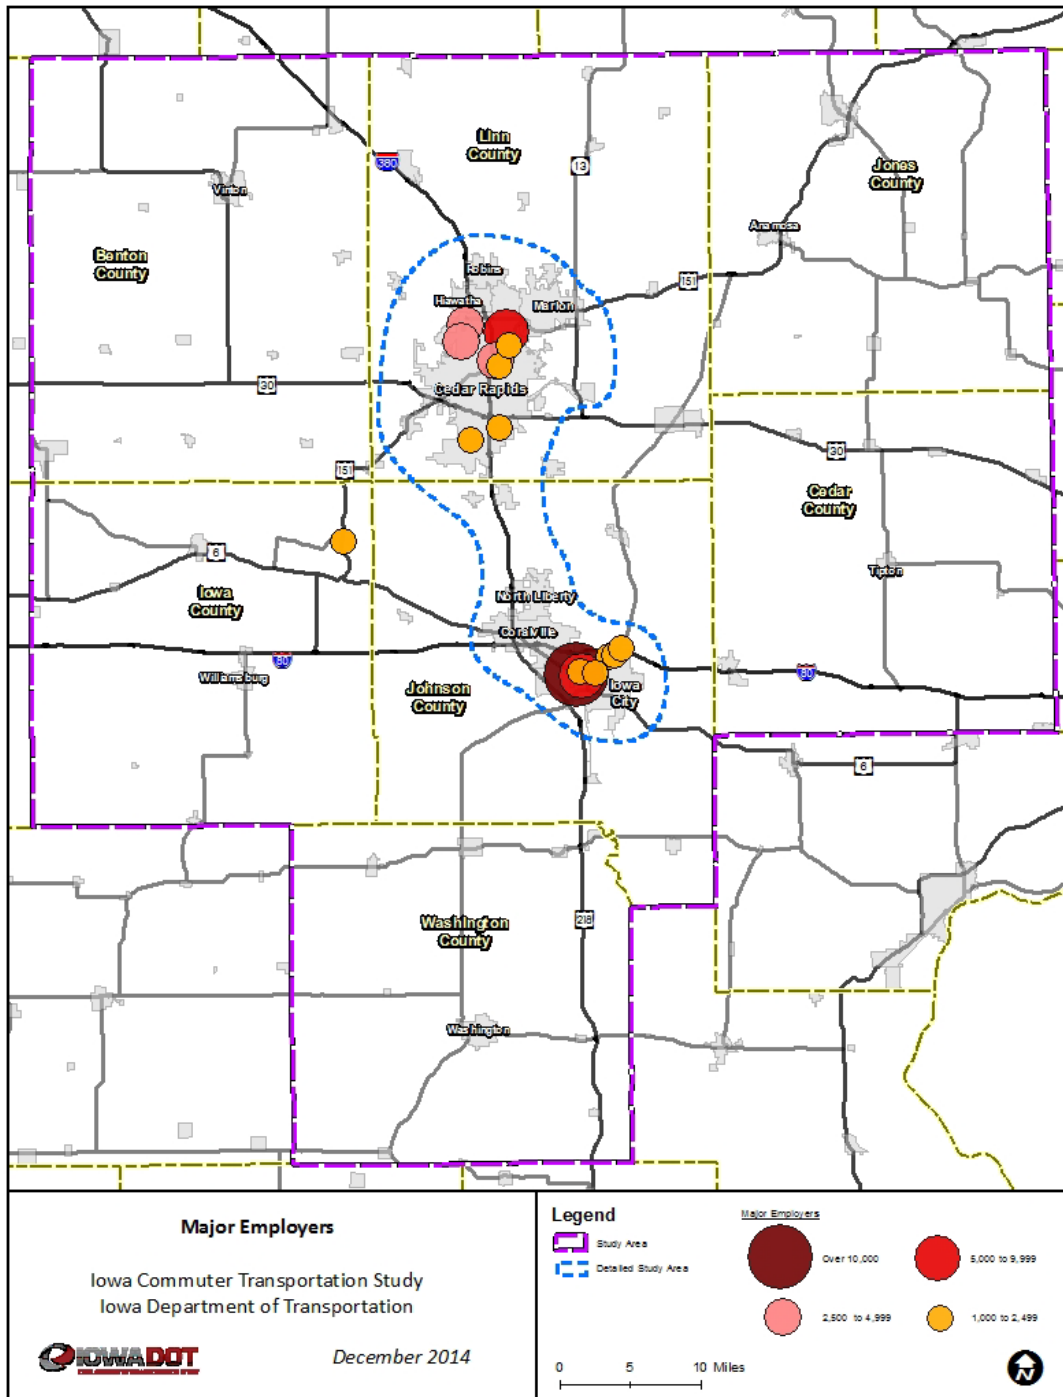 Linn
County
380
13
Jones
County
Vinton
Anamosa
Benton
County
Robins
151
Hiawatha
Marion
30
Cedar Rapids
30
151
Cedar
County
6
Tipton
Iowa
County
North Liberty
Coralville
80
80
Williamsburg
Johnson
County
Iowa
City
6
Washington
County
218
Washington
Major Employers
Iowa Commuter Transportation Study
Iowa Department of Transportation
IOWADOT
December 2014
Legend
Study Area
Detailed Study Area
Major Employers
Over 10,000
5,000 to 9,999
2,500 to 4,999
1,000 to 2,499
0 5 10 Miles
N